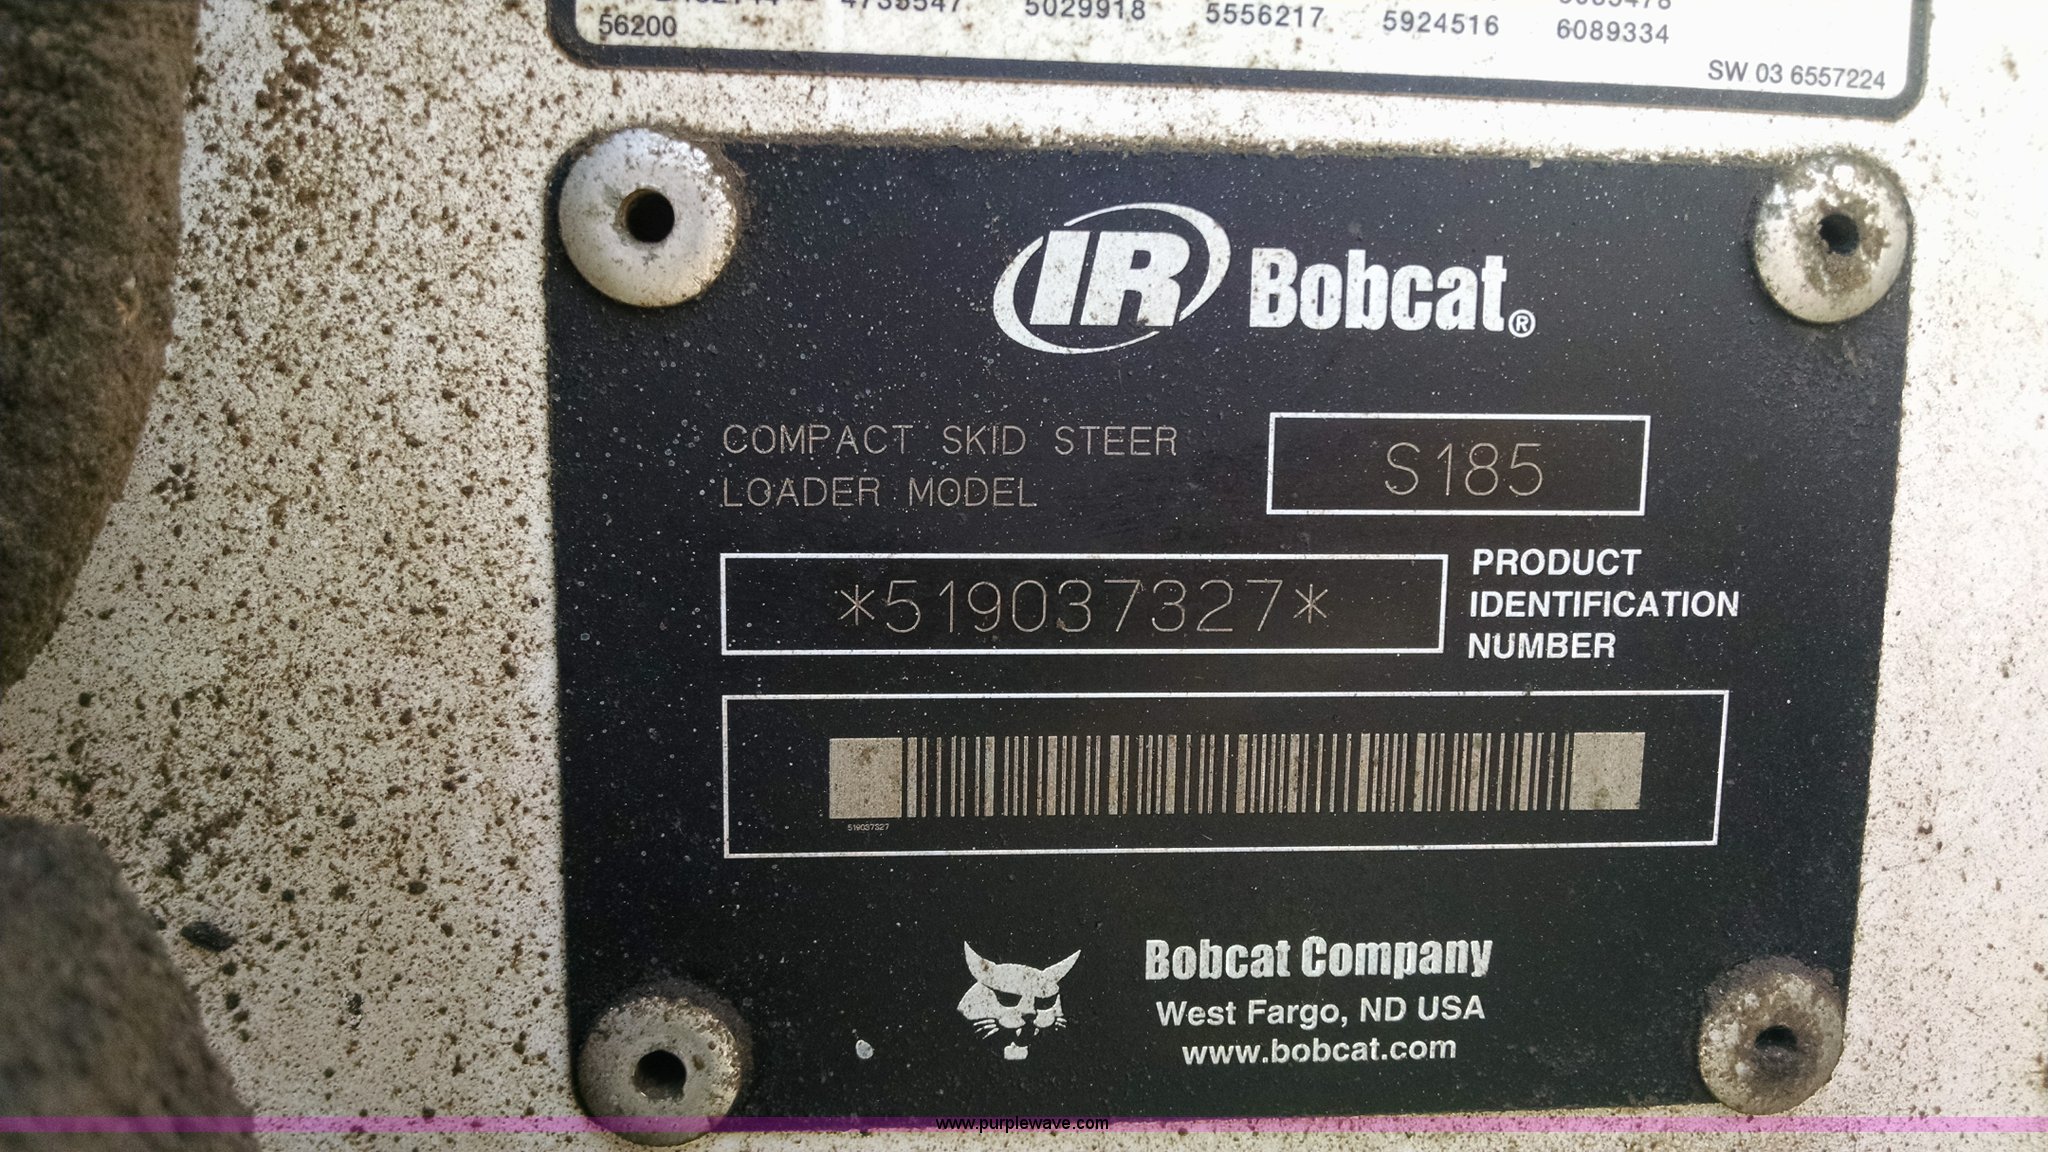 4735547 5029918 5556217
56200 5924516 6089334
SW 03 6557224
IR Bobcat®
COMPACT SKID STEER
LOADER MODEL
S185
*519037327*
PRODUCT
IDENTIFICATION
NUMBER
519037327
Bobcat Company
West Fargo, ND USA
www.bobcat.com
www.purplewave.com